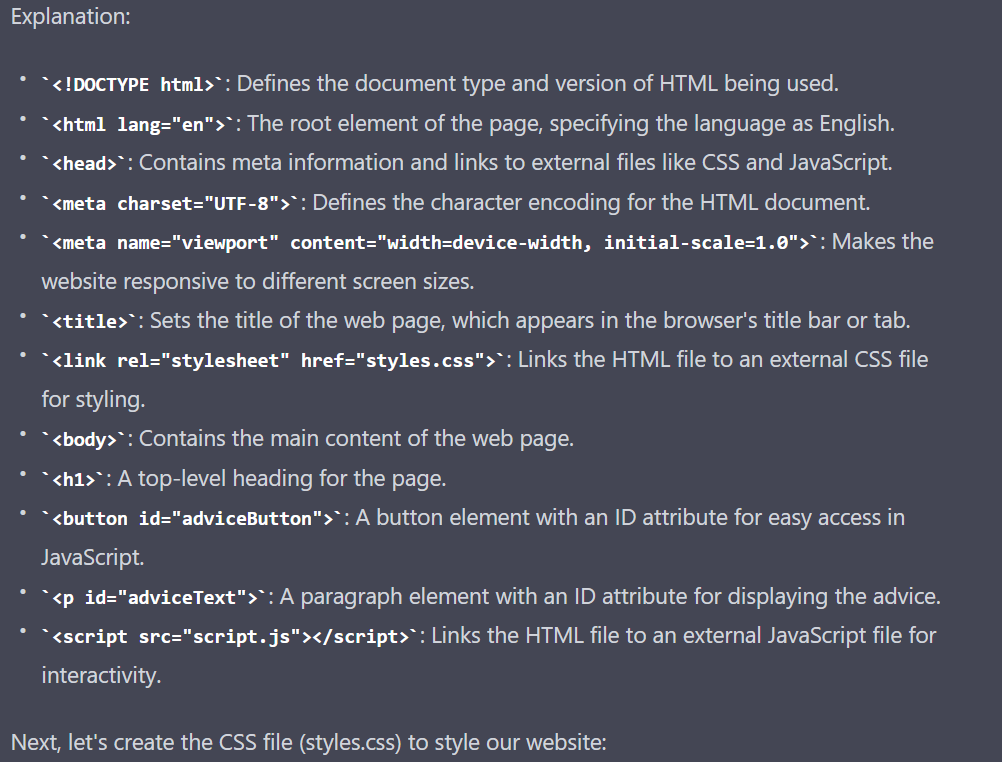 Explanation:
• `<!DOCTYPE html>`: Defines the document type and version of HTML being used.
• `<html lang="en">`: The root element of the page, specifying the language as English.
• `<head>`: Contains meta information and links to external files like CSS and JavaScript.
• `<meta charset="UTF-8">`: Defines the character encoding for the HTML document.
• `<meta name="viewport" content="width=device-width, initial-scale=1.0">`: Makes the
website responsive to different screen sizes.
• `<title>`: Sets the title of the web page, which appears in the browser's title bar or tab.
• `<link rel="stylesheet" href="styles.css">`: Links the HTML file to an external CSS file
for styling.
• `<body>`: Contains the main content of the web page.
• `<h1>`: A top-level heading for the page.
• `<button id="adviceButton">`: A button element with an ID attribute for easy access in
JavaScript.
• `<p id="adviceText">`: A paragraph element with an ID attribute for displaying the advice.
• `<script src="script.js"></script>`: Links the HTML file to an external JavaScript file for
interactivity.
Next, let's create the CSS file (styles.css) to style our website: